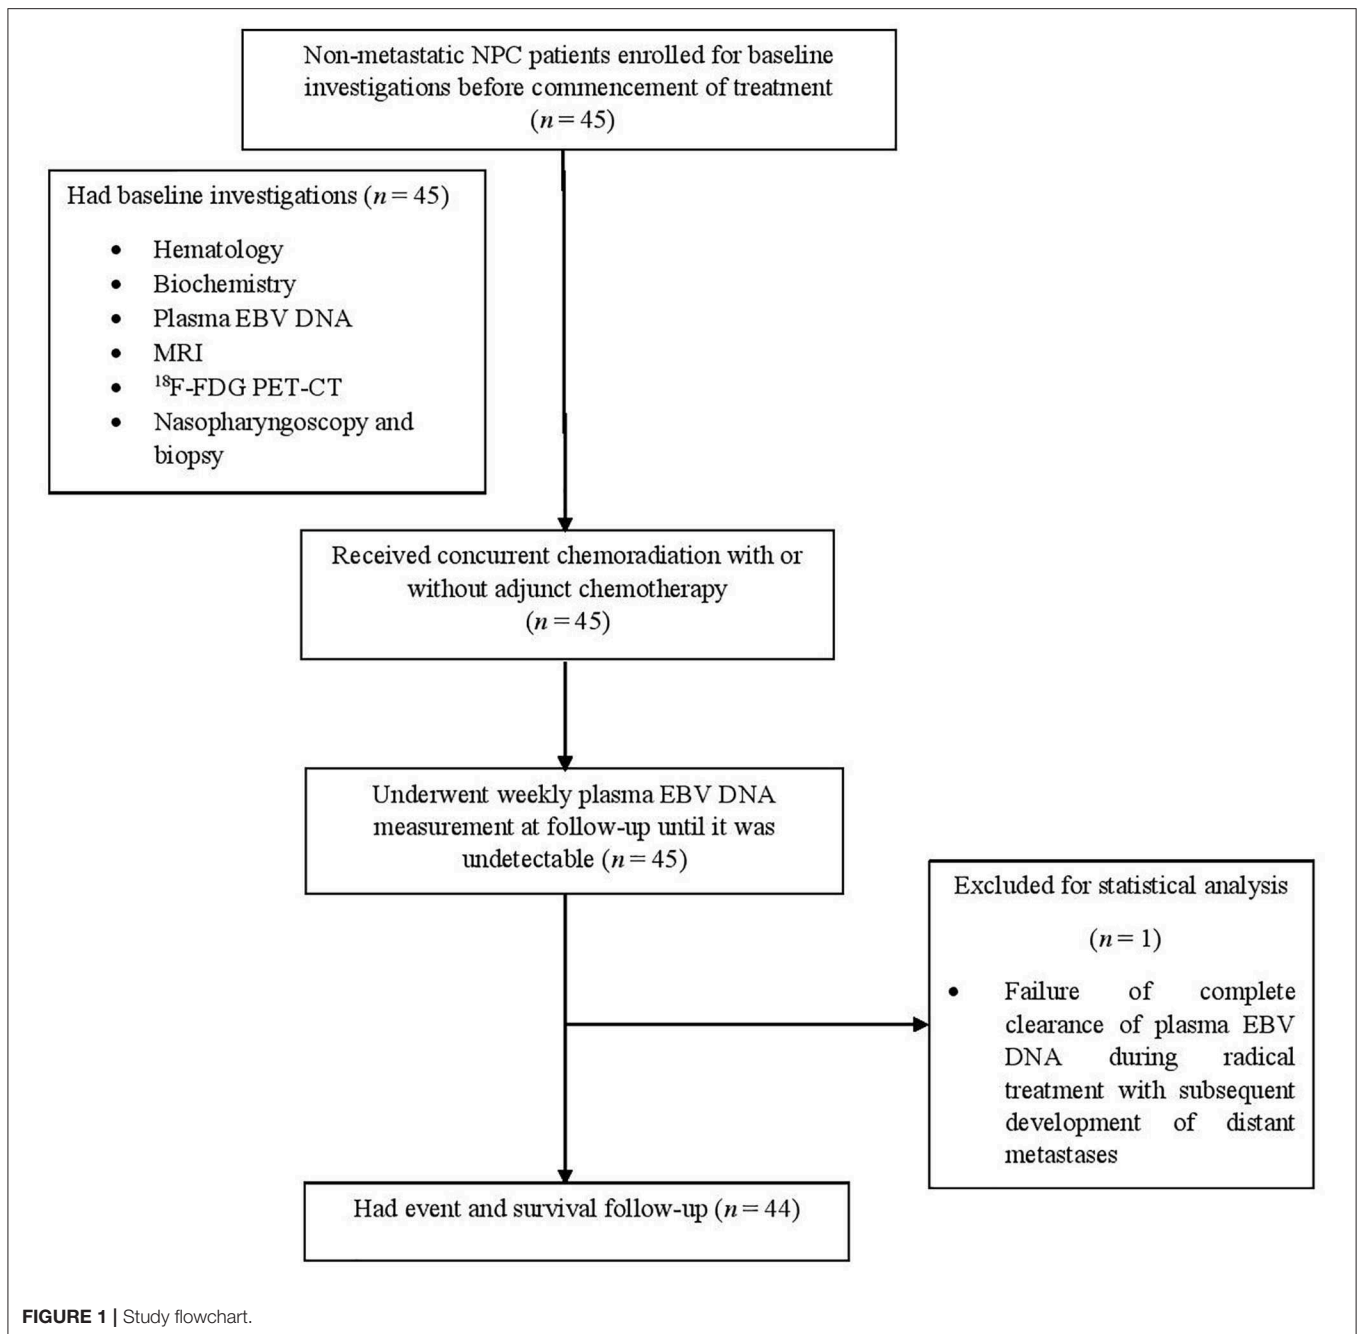 Non-metastatic NPC patients enrolled for baseline
investigations before commencement of treatment
(n = 45)
Had baseline investigations (n = 45)
• Hematology
• Biochemistry
• Plasma EBV DNA
• MRI
• ¹⁸F-FDG PET-CT
• Nasopharyngoscopy and
biopsy
Received concurrent chemoradiation with or
without adjunct chemotherapy
(n = 45)
Underwent weekly plasma EBV DNA
measurement at follow-up until it was
undetectable (n = 45)
Excluded for statistical analysis
(n = 1)
• Failure of complete
clearance of plasma EBV
DNA during radical
treatment with subsequent
development of distant
metastases
Had event and survival follow-up (n = 44)
FIGURE 1 | Study flowchart.